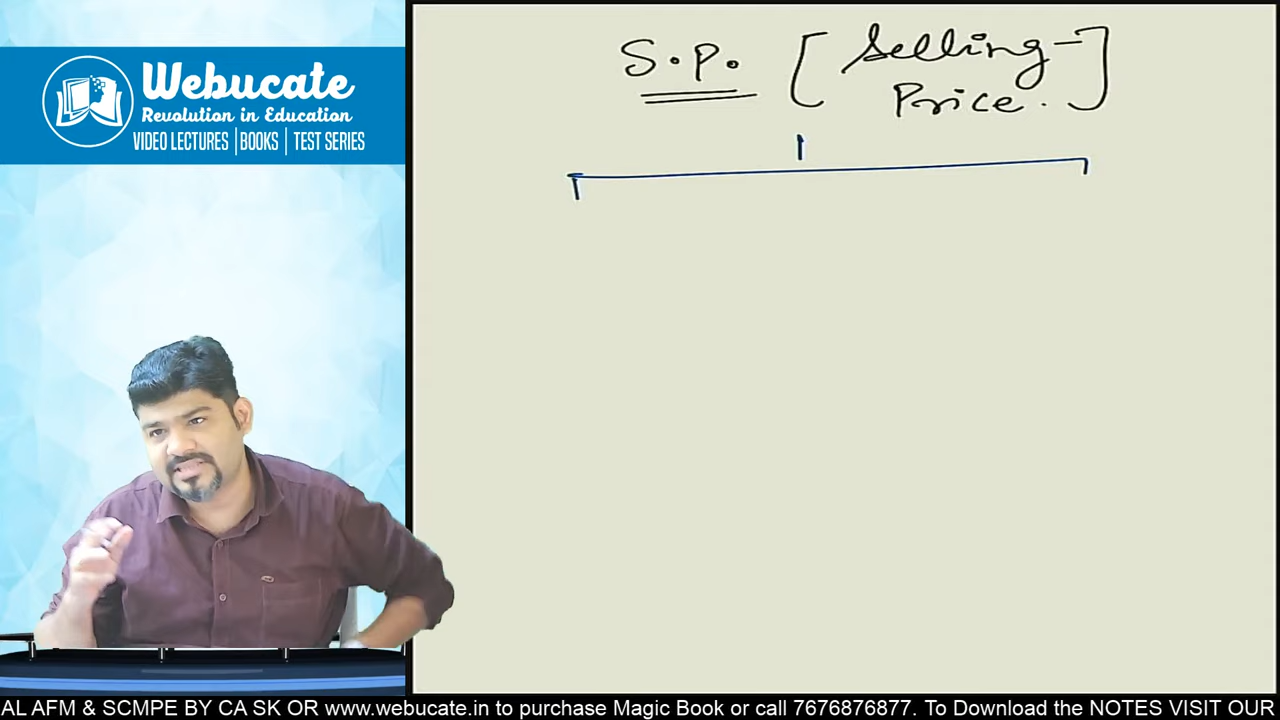 Webucate
Revolution in Education
VIDEO LECTURES | BOOKS | TEST SERIES
S.P. [ Selling
Price. ]
AL AFM & SCMPE BY CA SK OR www.webucate.in to purchase Magic Book or call 7676876877. To Download the NOTES VISIT OUR